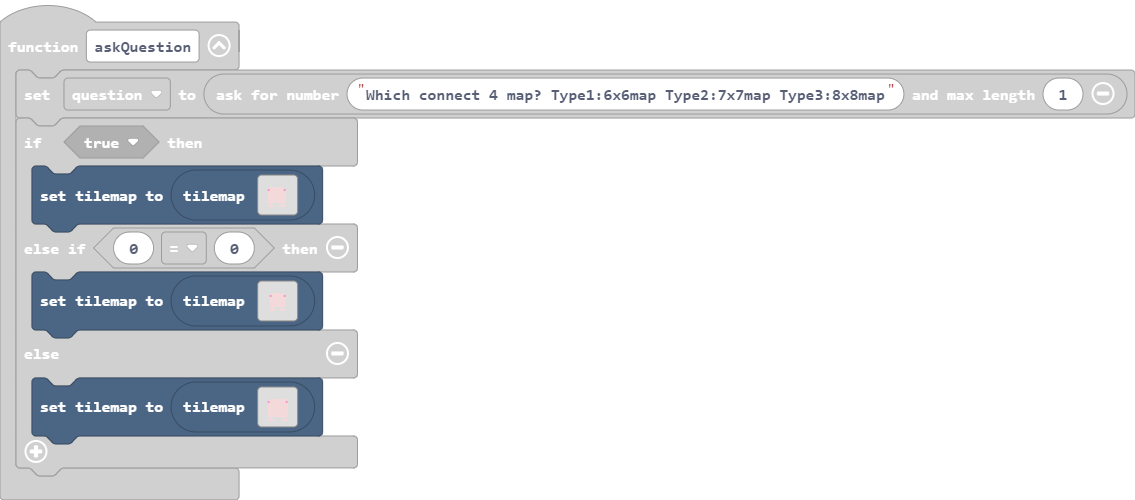 function askQuestion
set question to ask for number "Which connect 4 map? Type1:6x6map Type2:7x7map Type3:8x8map" and max length 1
if true then
set tilemap to tilemap
else if 0 = 0 then
set tilemap to tilemap
else
set tilemap to tilemap